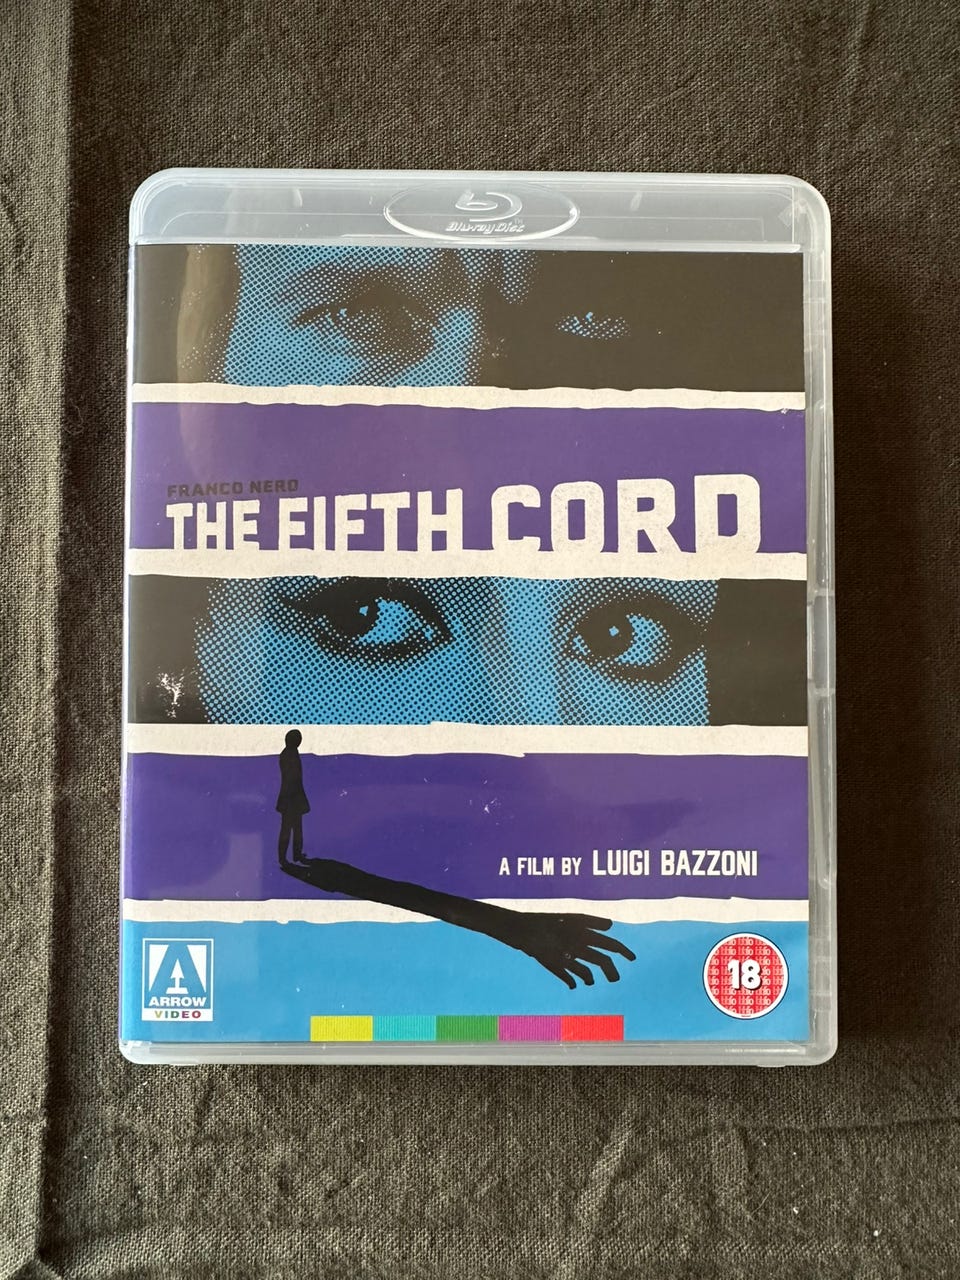 Blu-ray Disc
FRANCO NERO
THE FIFTH CORD
A FILM BY LUIGI BAZZONI
ARROW
VIDEO
18